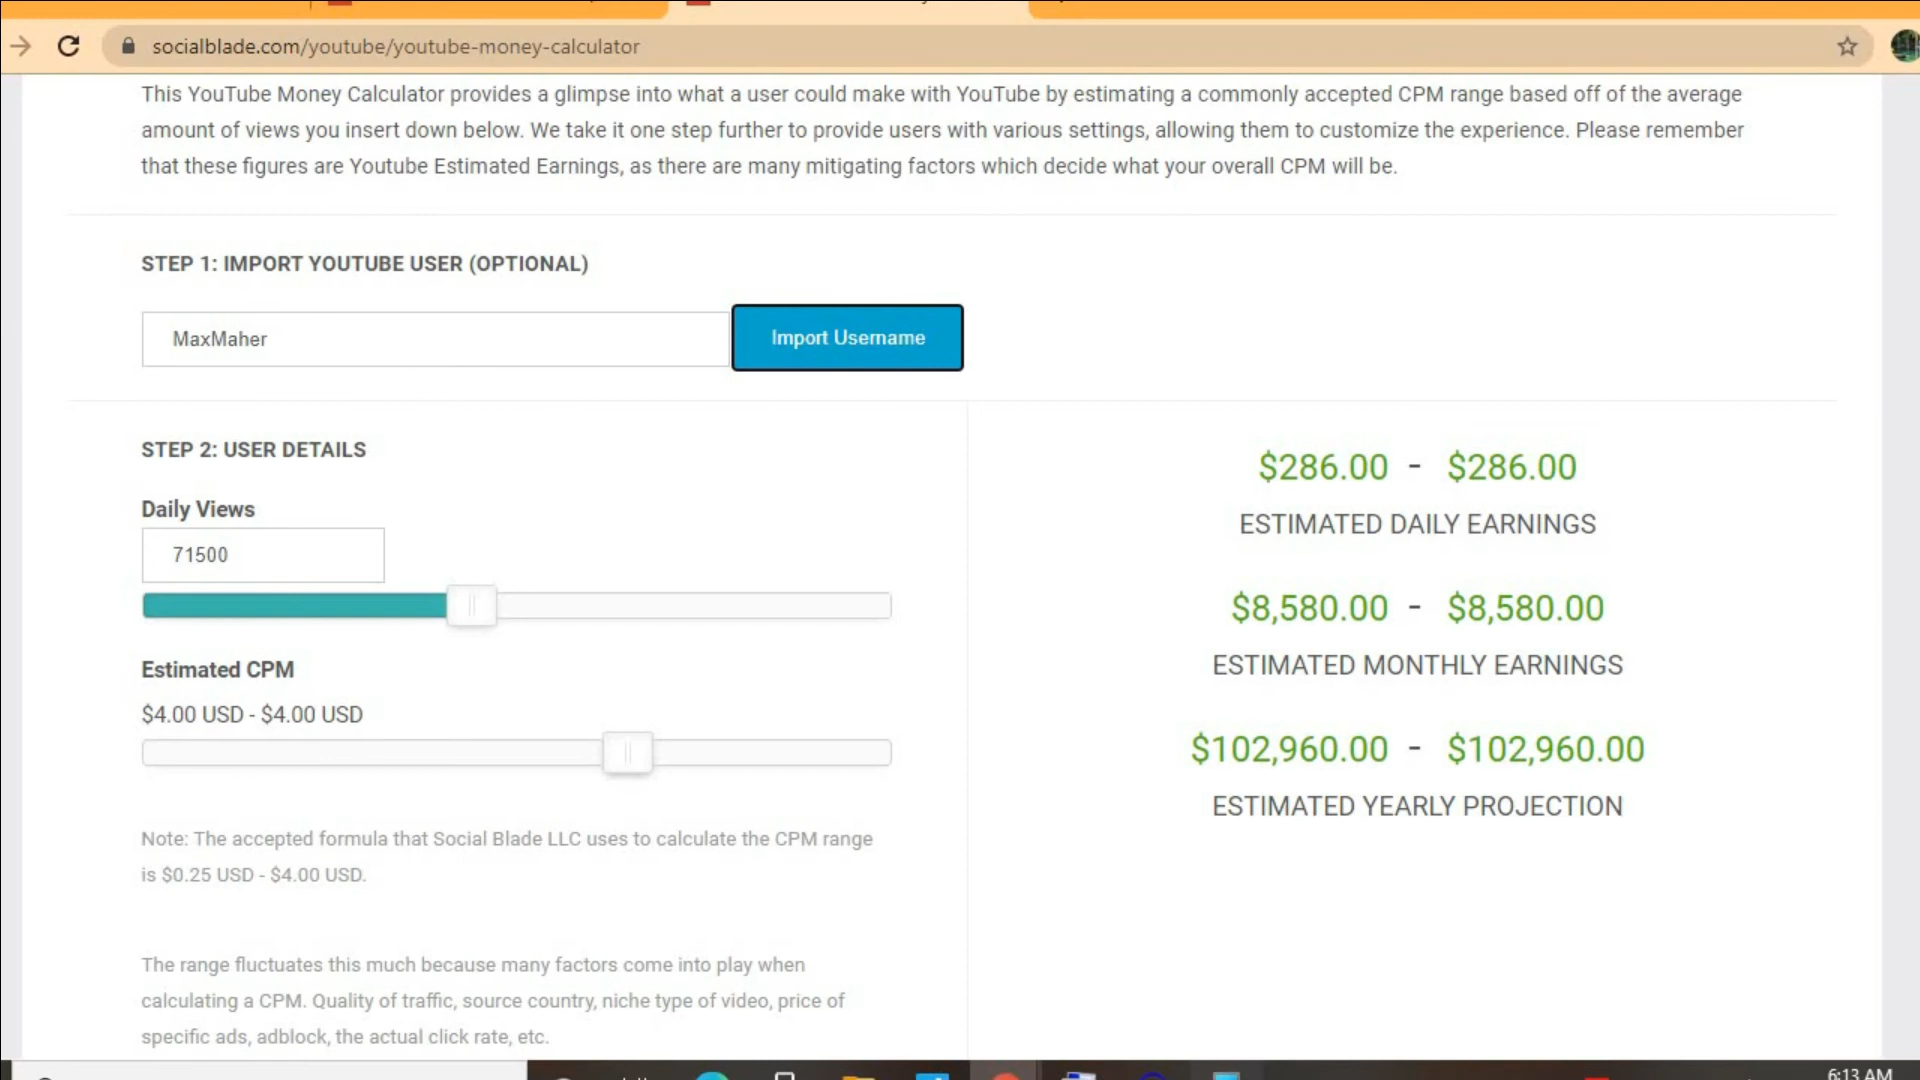 socialblade.com/youtube/youtube-money-calculator
This YouTube Money Calculator provides a glimpse into what a user could make with YouTube by estimating a commonly accepted CPM range based off of the average
amount of views you insert down below. We take it one step further to provide users with various settings, allowing them to customize the experience. Please remember
that these figures are Youtube Estimated Earnings, as there are many mitigating factors which decide what your overall CPM will be.
STEP 1: IMPORT YOUTUBE USER (OPTIONAL)
MaxMaher
Import Username
STEP 2: USER DETAILS
Daily Views
71500
Estimated CPM
$4.00 USD - $4.00 USD
Note: The accepted formula that Social Blade LLC uses to calculate the CPM range
is $0.25 USD - $4.00 USD.
The range fluctuates this much because many factors come into play when
calculating a CPM. Quality of traffic, source country, niche type of video, price of
specific ads, adblock, the actual click rate, etc.
$286.00 - $286.00
ESTIMATED DAILY EARNINGS
$8,580.00 - $8,580.00
ESTIMATED MONTHLY EARNINGS
$102,960.00 - $102,960.00
ESTIMATED YEARLY PROJECTION
6:13 AM